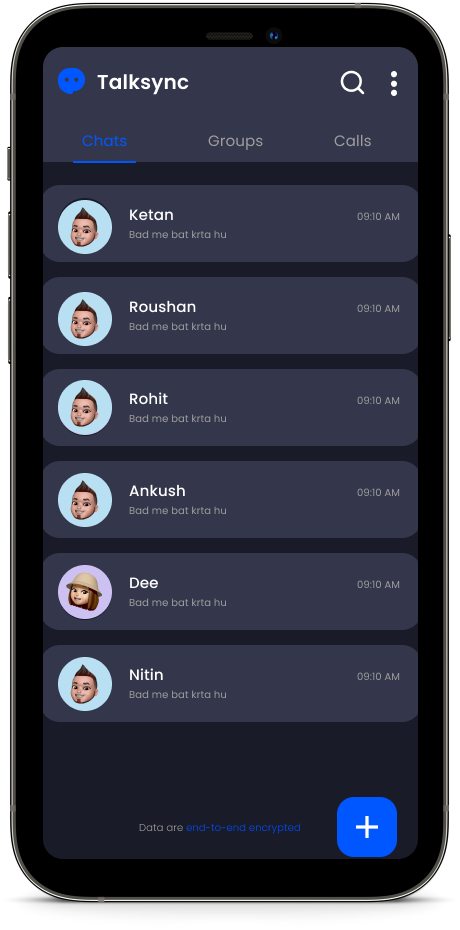 Talksync
Chats Groups Calls
Ketan 09:10 AM
Bad me bat krta hu
Roushan 09:10 AM
Bad me bat krta hu
Rohit 09:10 AM
Bad me bat krta hu
Ankush 09:10 AM
Bad me bat krta hu
Dee 09:10 AM
Bad me bat krta hu
Nitin 09:10 AM
Bad me bat krta hu
Data are end-to-end encrypted